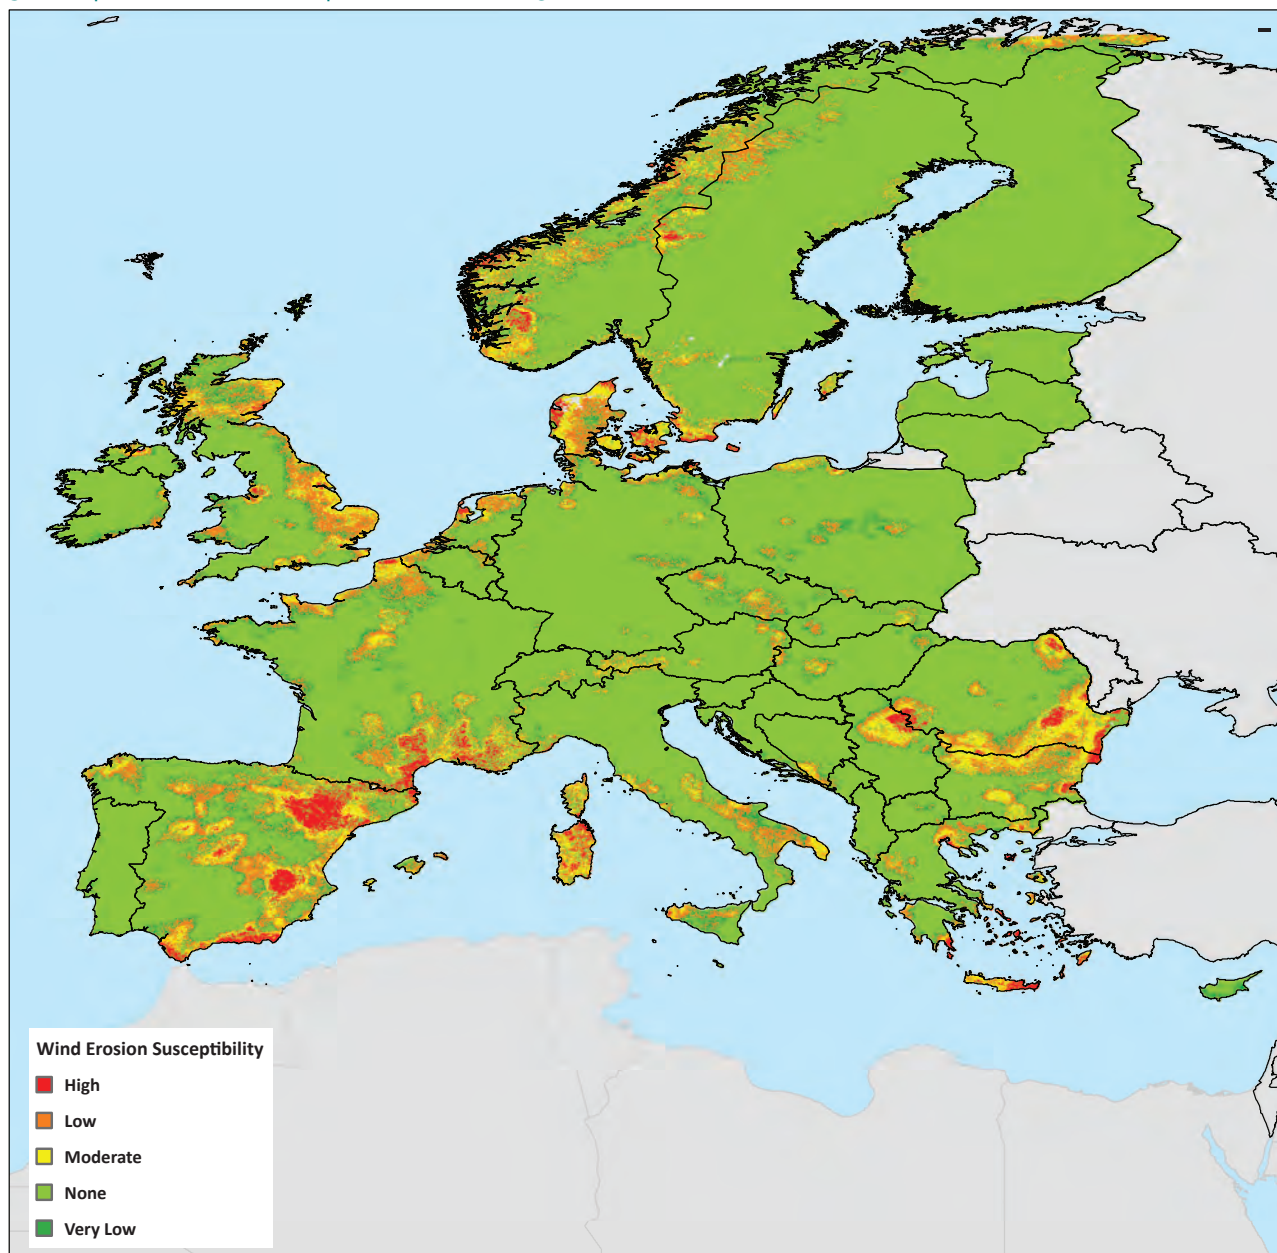 Wind Erosion Susceptibility
High
Low
Moderate
None
Very Low